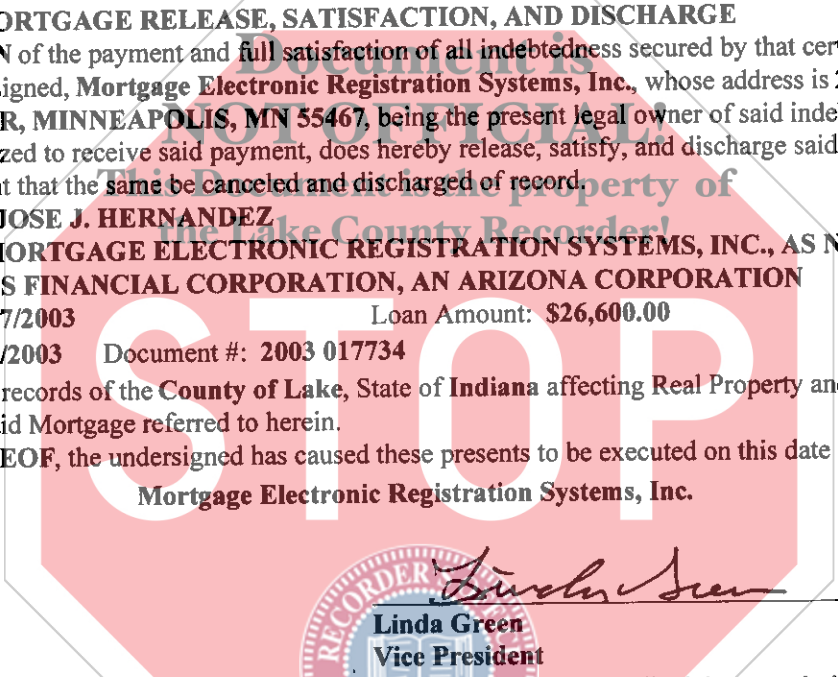 ORTGAGE RELEASE, SATISFACTION, AND DISCHARGE
N of the payment and full satisfaction of all indebtedness secured by that cer
Document is
igned, Mortgage Electronic Registration Systems, Inc., whose address is
R, MINNEAPOLIS, MN 55467, being the present legal owner of said inde
NOT OFFICIAL!
zed to receive said payment, does hereby release, satisfy, and discharge said
t that the same be canceled and discharged of record.
This Document is the property of
JOSE J. HERNANDEZ
the Lake County Recorder!
MORTGAGE ELECTRONIC REGISTRATION SYSTEMS, INC., AS N
S FINANCIAL CORPORATION, AN ARIZONA CORPORATION
7/2003 Loan Amount: $26,600.00
/2003 Document #: 2003 017734
records of the County of Lake, State of Indiana affecting Real Property and
id Mortgage referred to herein.
EOF, the undersigned has caused these presents to be executed on this date
STOP
Mortgage Electronic Registration Systems, Inc.
RECORDER'S
Linda Green
Linda Green
Vice President